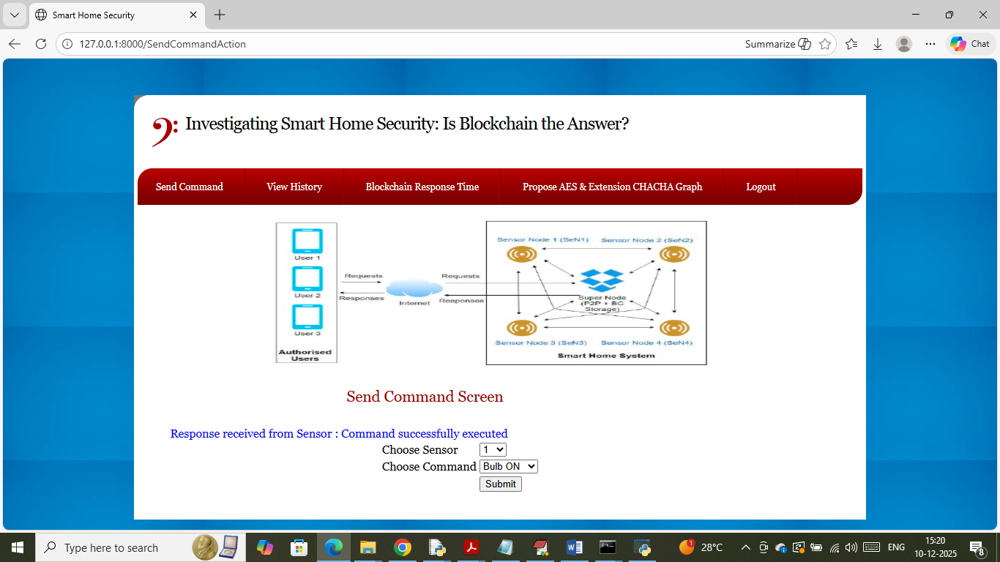 Smart Home Security
127.0.0.1:8000/SendCommandAction
Summarize
Chat
Investigating Smart Home Security: Is Blockchain the Answer?
Send Command
View History
Blockchain Response Time
Propose AES & Extension CHACHA Graph
Logout
User 1
User 2
User 3
Authorised
Users
Requests
Responses
Internet
Requests
Responses
Sensor Node 1 (SeN1)
Sensor Node 2 (SeN2)
Super Node
(P2P + BC
Storage)
Sensor Node 3 (SeN3)
Sensor Node 4 (SeN4)
Smart Home System
Send Command Screen
Response received from Sensor : Command successfully executed
Choose Sensor 1
Choose Command Bulb ON
Submit
Type here to search
1
28°C
ENG
15:20
10-12-2025
8